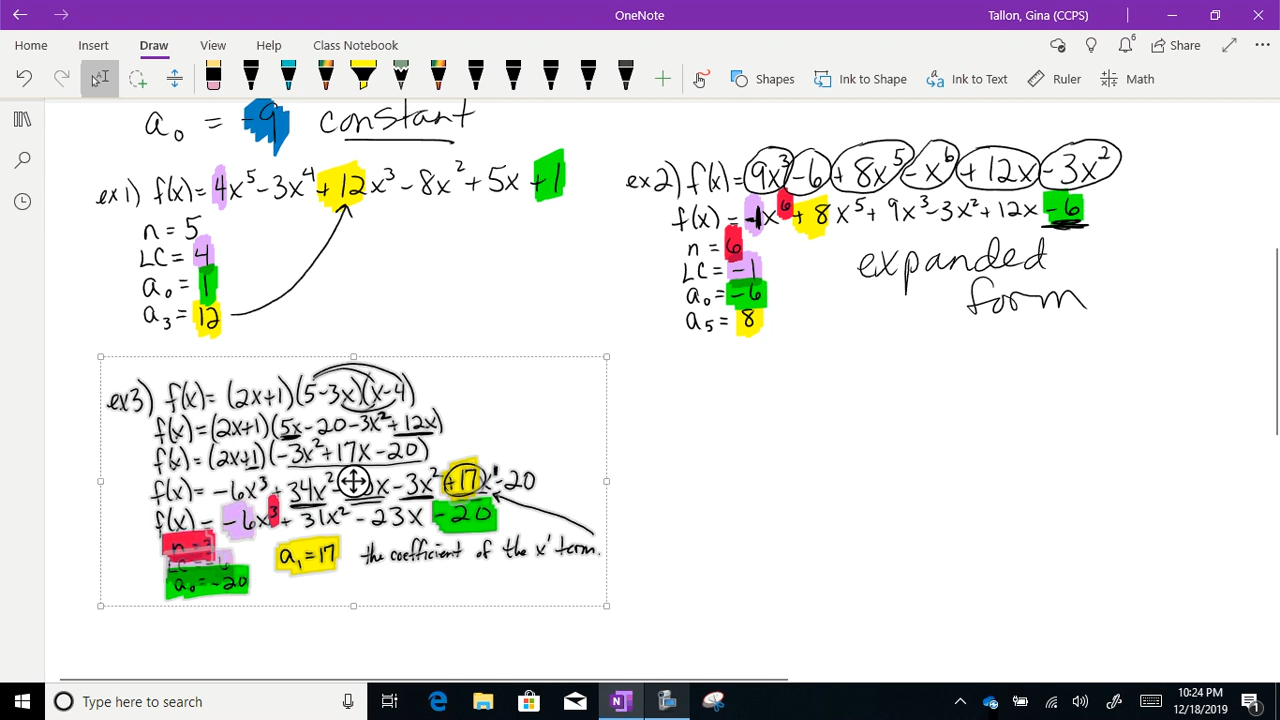 OneNote
Tallon, Gina (CCPS)
Home Insert Draw View Help Class Notebook
6
Share
Shapes Ink to Shape Ink to Text Ruler Math
a₀ = -9 constant
ex1) f(x) = 4x⁵ - 3x⁴ + 12x³ - 8x² + 5x + 1
n = 5
LC = 4
a₀ = 1
a₃ = 12
ex2) f(x) = 9x³ - 6 + 8x⁵ - x⁶ + 12x - 3x²
f(x) = -1x⁶ + 8x⁵ + 9x³ - 3x² + 12x - 6
n = 6
LC = -1
a₀ = -6
a₅ = 8
expanded
form
ex3) f(x) = (2x+1)(5-3x)(x-4)
f(x) = (2x+1)(5x - 20 - 3x² + 12x)
f(x) = (2x+1)(-3x² + 17x - 20)
f(x) = -6x³ + 34x² - x - 3x² + 17x¹ - 20
f(x) = -6x³ + 31x² - 23x - 20
n =
LC =
a₀ = -20
a₁ = 17 the coefficient of the x¹ term.
Type here to search
10:24 PM
12/18/2019
1